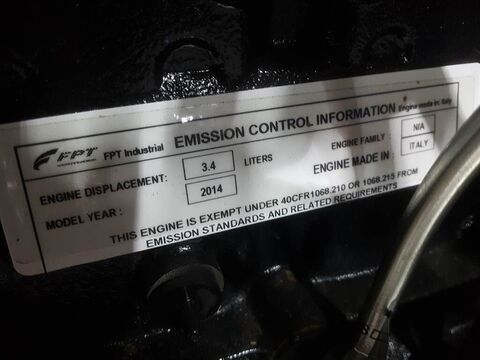 FPT FPT Industrial EMISSION CONTROL INFORMATION Engine made in: Italy
ENGINE DISPLACEMENT: 3.4 LITERS ENGINE FAMILY: N/A
MODEL YEAR: 2014 ENGINE MADE IN: ITALY
THIS ENGINE IS EXEMPT UNDER 40CFR1068.210 OR 1068.215 FROM
EMISSION STANDARDS AND RELATED REQUIREMENTS